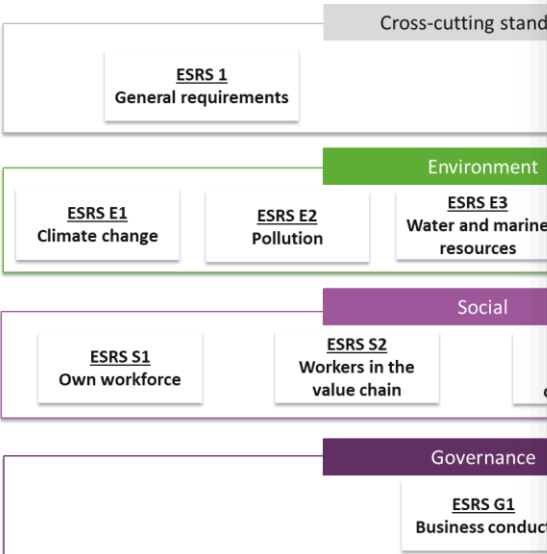 Cross-cutting stand
ESRS 1
General requirements
Environment
ESRS E1
Climate change
ESRS E2
Pollution
ESRS E3
Water and marine
resources
Social
ESRS S1
Own workforce
ESRS S2
Workers in the
value chain
Governance
ESRS G1
Business conduct